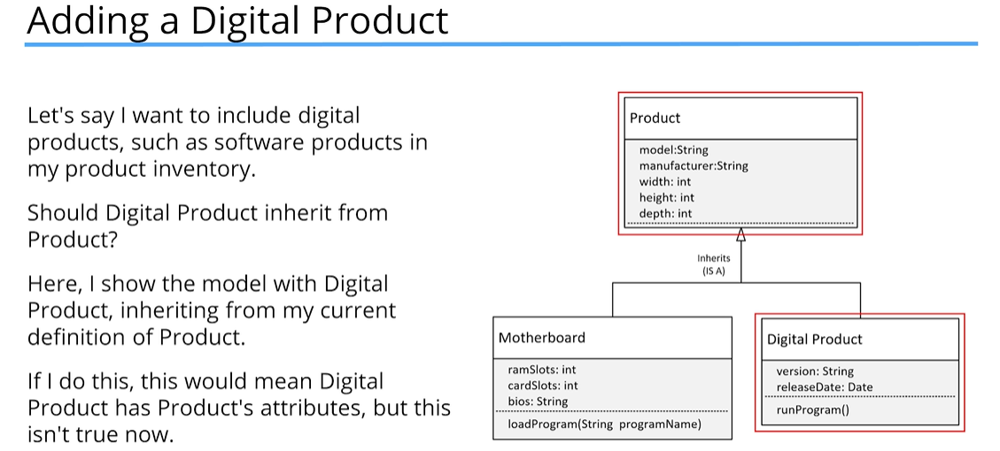 Adding a Digital Product
Let's say I want to include digital
products, such as software products in
my product inventory.
Should Digital Product inherit from
Product?
Here, I show the model with Digital
Product, inheriting from my current
definition of Product.
If I do this, this would mean Digital
Product has Product's attributes, but this
isn't true now.
Product
model:String
manufacturer:String
width: int
height: int
depth: int
Inherits
(IS A)
Motherboard
ramSlots: int
cardSlots: int
bios: String
loadProgram(String programName)
Digital Product
version: String
releaseDate: Date
runProgram()